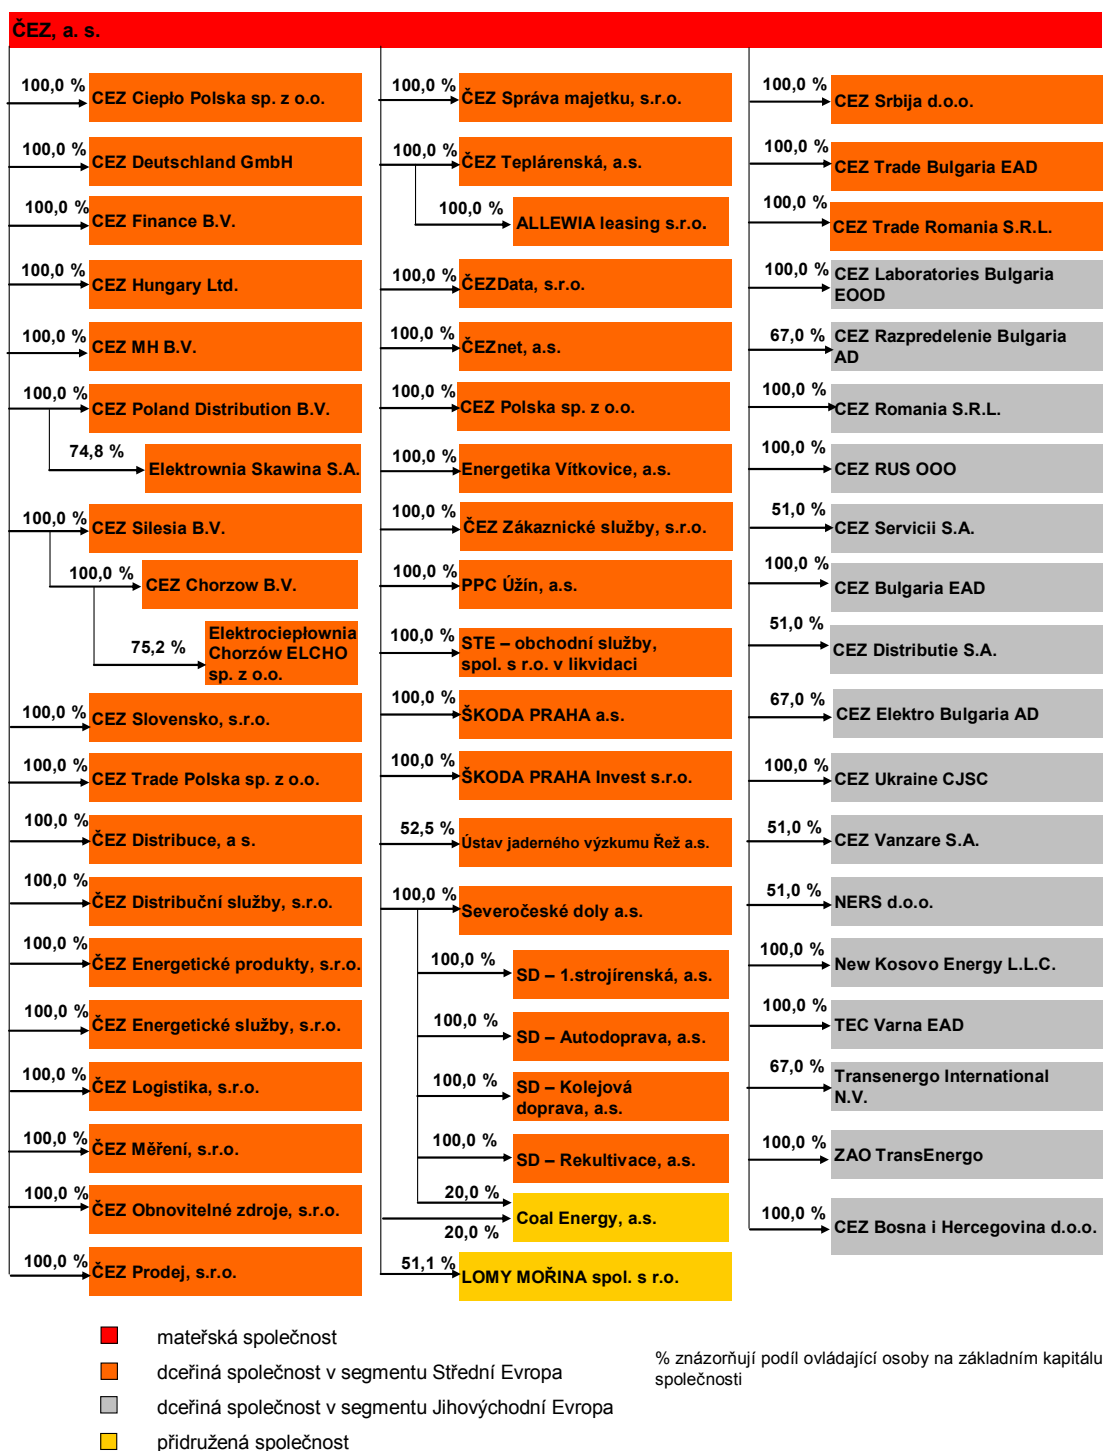 ČEZ, a. s.
100,0 %
CEZ Ciepło Polska sp. z o.o.
100,0 %
CEZ Deutschland GmbH
100,0 %
CEZ Finance B.V.
100,0 %
CEZ Hungary Ltd.
100,0 %
CEZ MH B.V.
100,0 %
CEZ Poland Distribution B.V.
74,8 %
Elektrownia Skawina S.A.
100,0 %
CEZ Silesia B.V.
100,0 %
CEZ Chorzow B.V.
75,2 %
Elektrociepłownia
Chorzów ELCHO
sp. z o.o.
100,0 %
CEZ Slovensko, s.r.o.
100,0 %
CEZ Trade Polska sp. z o.o.
100,0 %
ČEZ Distribuce, a s.
100,0 %
ČEZ Distribuční služby, s.r.o.
100,0 %
ČEZ Energetické produkty, s.r.o.
100,0 %
ČEZ Energetické služby, s.r.o.
100,0 %
ČEZ Logistika, s.r.o.
100,0 %
ČEZ Měření, s.r.o.
100,0 %
ČEZ Obnovitelné zdroje, s.r.o.
100,0 %
ČEZ Prodej, s.r.o.
100,0 %
ČEZ Správa majetku, s.r.o.
100,0 %
ČEZ Teplárenská, a.s.
100,0 %
ALLEWIA leasing s.r.o.
100,0 %
ČEZData, s.r.o.
100,0 %
ČEZnet, a.s.
100,0 %
CEZ Polska sp. z o.o.
100,0 %
Energetika Vítkovice, a.s.
100,0 %
ČEZ Zákaznické služby, s.r.o.
100,0 %
PPC Úžín, a.s.
100,0 %
STE – obchodní služby,
spol. s r.o. v likvidaci
100,0 %
ŠKODA PRAHA a.s.
100,0 %
ŠKODA PRAHA Invest s.r.o.
52,5 %
Ústav jaderného výzkumu Řež a.s.
100,0 %
Severočeské doly a.s.
100,0 %
SD – 1.strojírenská, a.s.
100,0 %
SD – Autodoprava, a.s.
100,0 %
SD – Kolejová
doprava, a.s.
100,0 %
SD – Rekultivace, a.s.
20,0 %
Coal Energy, a.s.
20,0 %
51,1 %
LOMY MOŘINA spol. s r.o.
100,0 %
CEZ Srbija d.o.o.
100,0 %
CEZ Trade Bulgaria EAD
100,0 %
CEZ Trade Romania S.R.L.
100,0 %
CEZ Laboratories Bulgaria
EOOD
67,0 %
CEZ Razpredelenie Bulgaria
AD
100,0 %
CEZ Romania S.R.L.
100,0 %
CEZ RUS OOO
51,0 %
CEZ Servicii S.A.
100,0 %
CEZ Bulgaria EAD
51,0 %
CEZ Distributie S.A.
67,0 %
CEZ Elektro Bulgaria AD
100,0 %
CEZ Ukraine CJSC
51,0 %
CEZ Vanzare S.A.
51,0 %
NERS d.o.o.
100,0 %
New Kosovo Energy L.L.C.
100,0 %
TEC Varna EAD
67,0 %
Transenergo International
N.V.
100,0 %
ZAO TransEnergo
100,0 %
CEZ Bosna i Hercegovina d.o.o.
mateřská společnost
dceřiná společnost v segmentu Střední Evropa
dceřiná společnost v segmentu Jihovýchodní Evropa
přidružená společnost
% znázorňují podíl ovládající osoby na základním kapitálu
společnosti